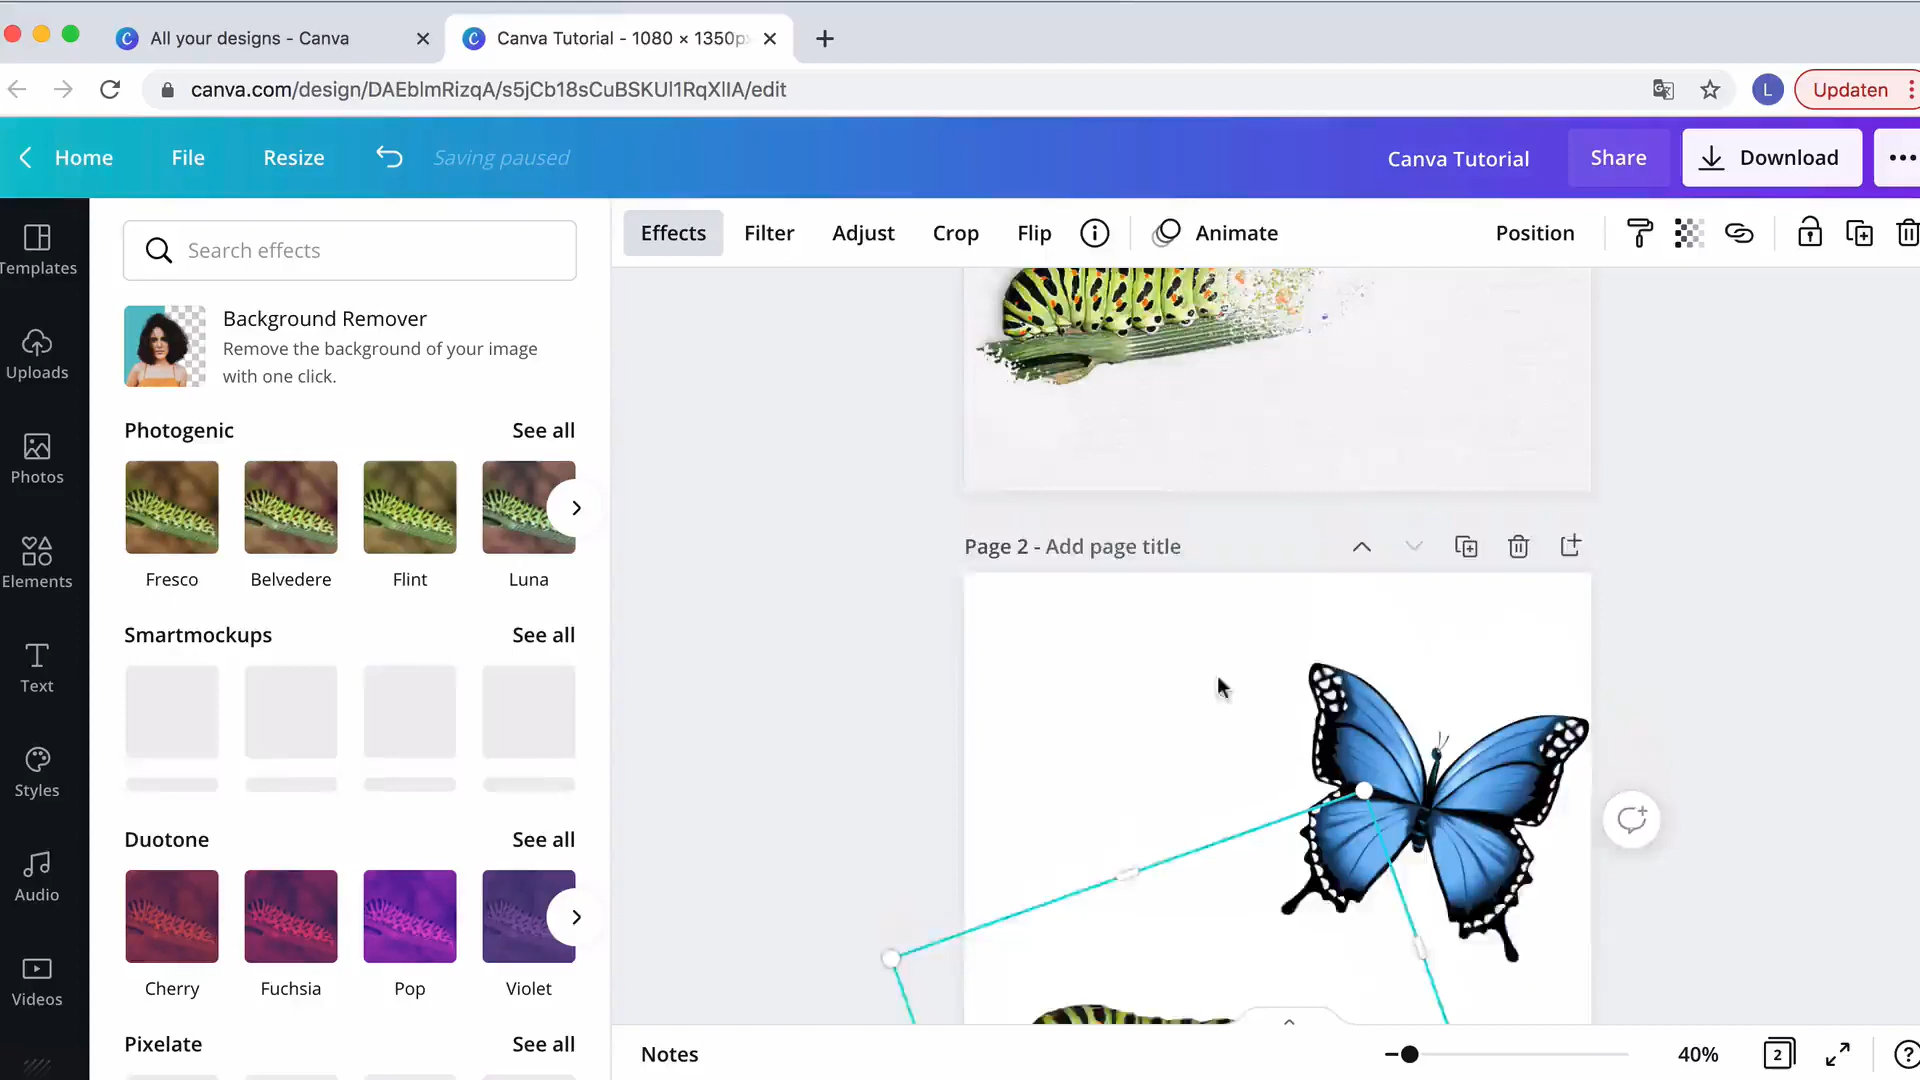 All your designs - Canva
Canva Tutorial - 1080 × 1350p
canva.com/design/DAEblmRizqA/s5jCb18sCuBSKUl1RqXlIA/edit
L
Updaten
Home
File
Resize
Saving paused
Canva Tutorial
Share
Download
Templates
Uploads
Photos
Elements
Text
Styles
Audio
Videos
Search effects
Background Remover
Remove the background of your image
with one click.
Photogenic
See all
Fresco
Belvedere
Flint
Luna
Smartmockups
See all
Duotone
See all
Cherry
Fuchsia
Pop
Violet
Pixelate
See all
Effects
Filter
Adjust
Crop
Flip
Animate
Position
Page 2 - Add page title
Notes
40%
2
?